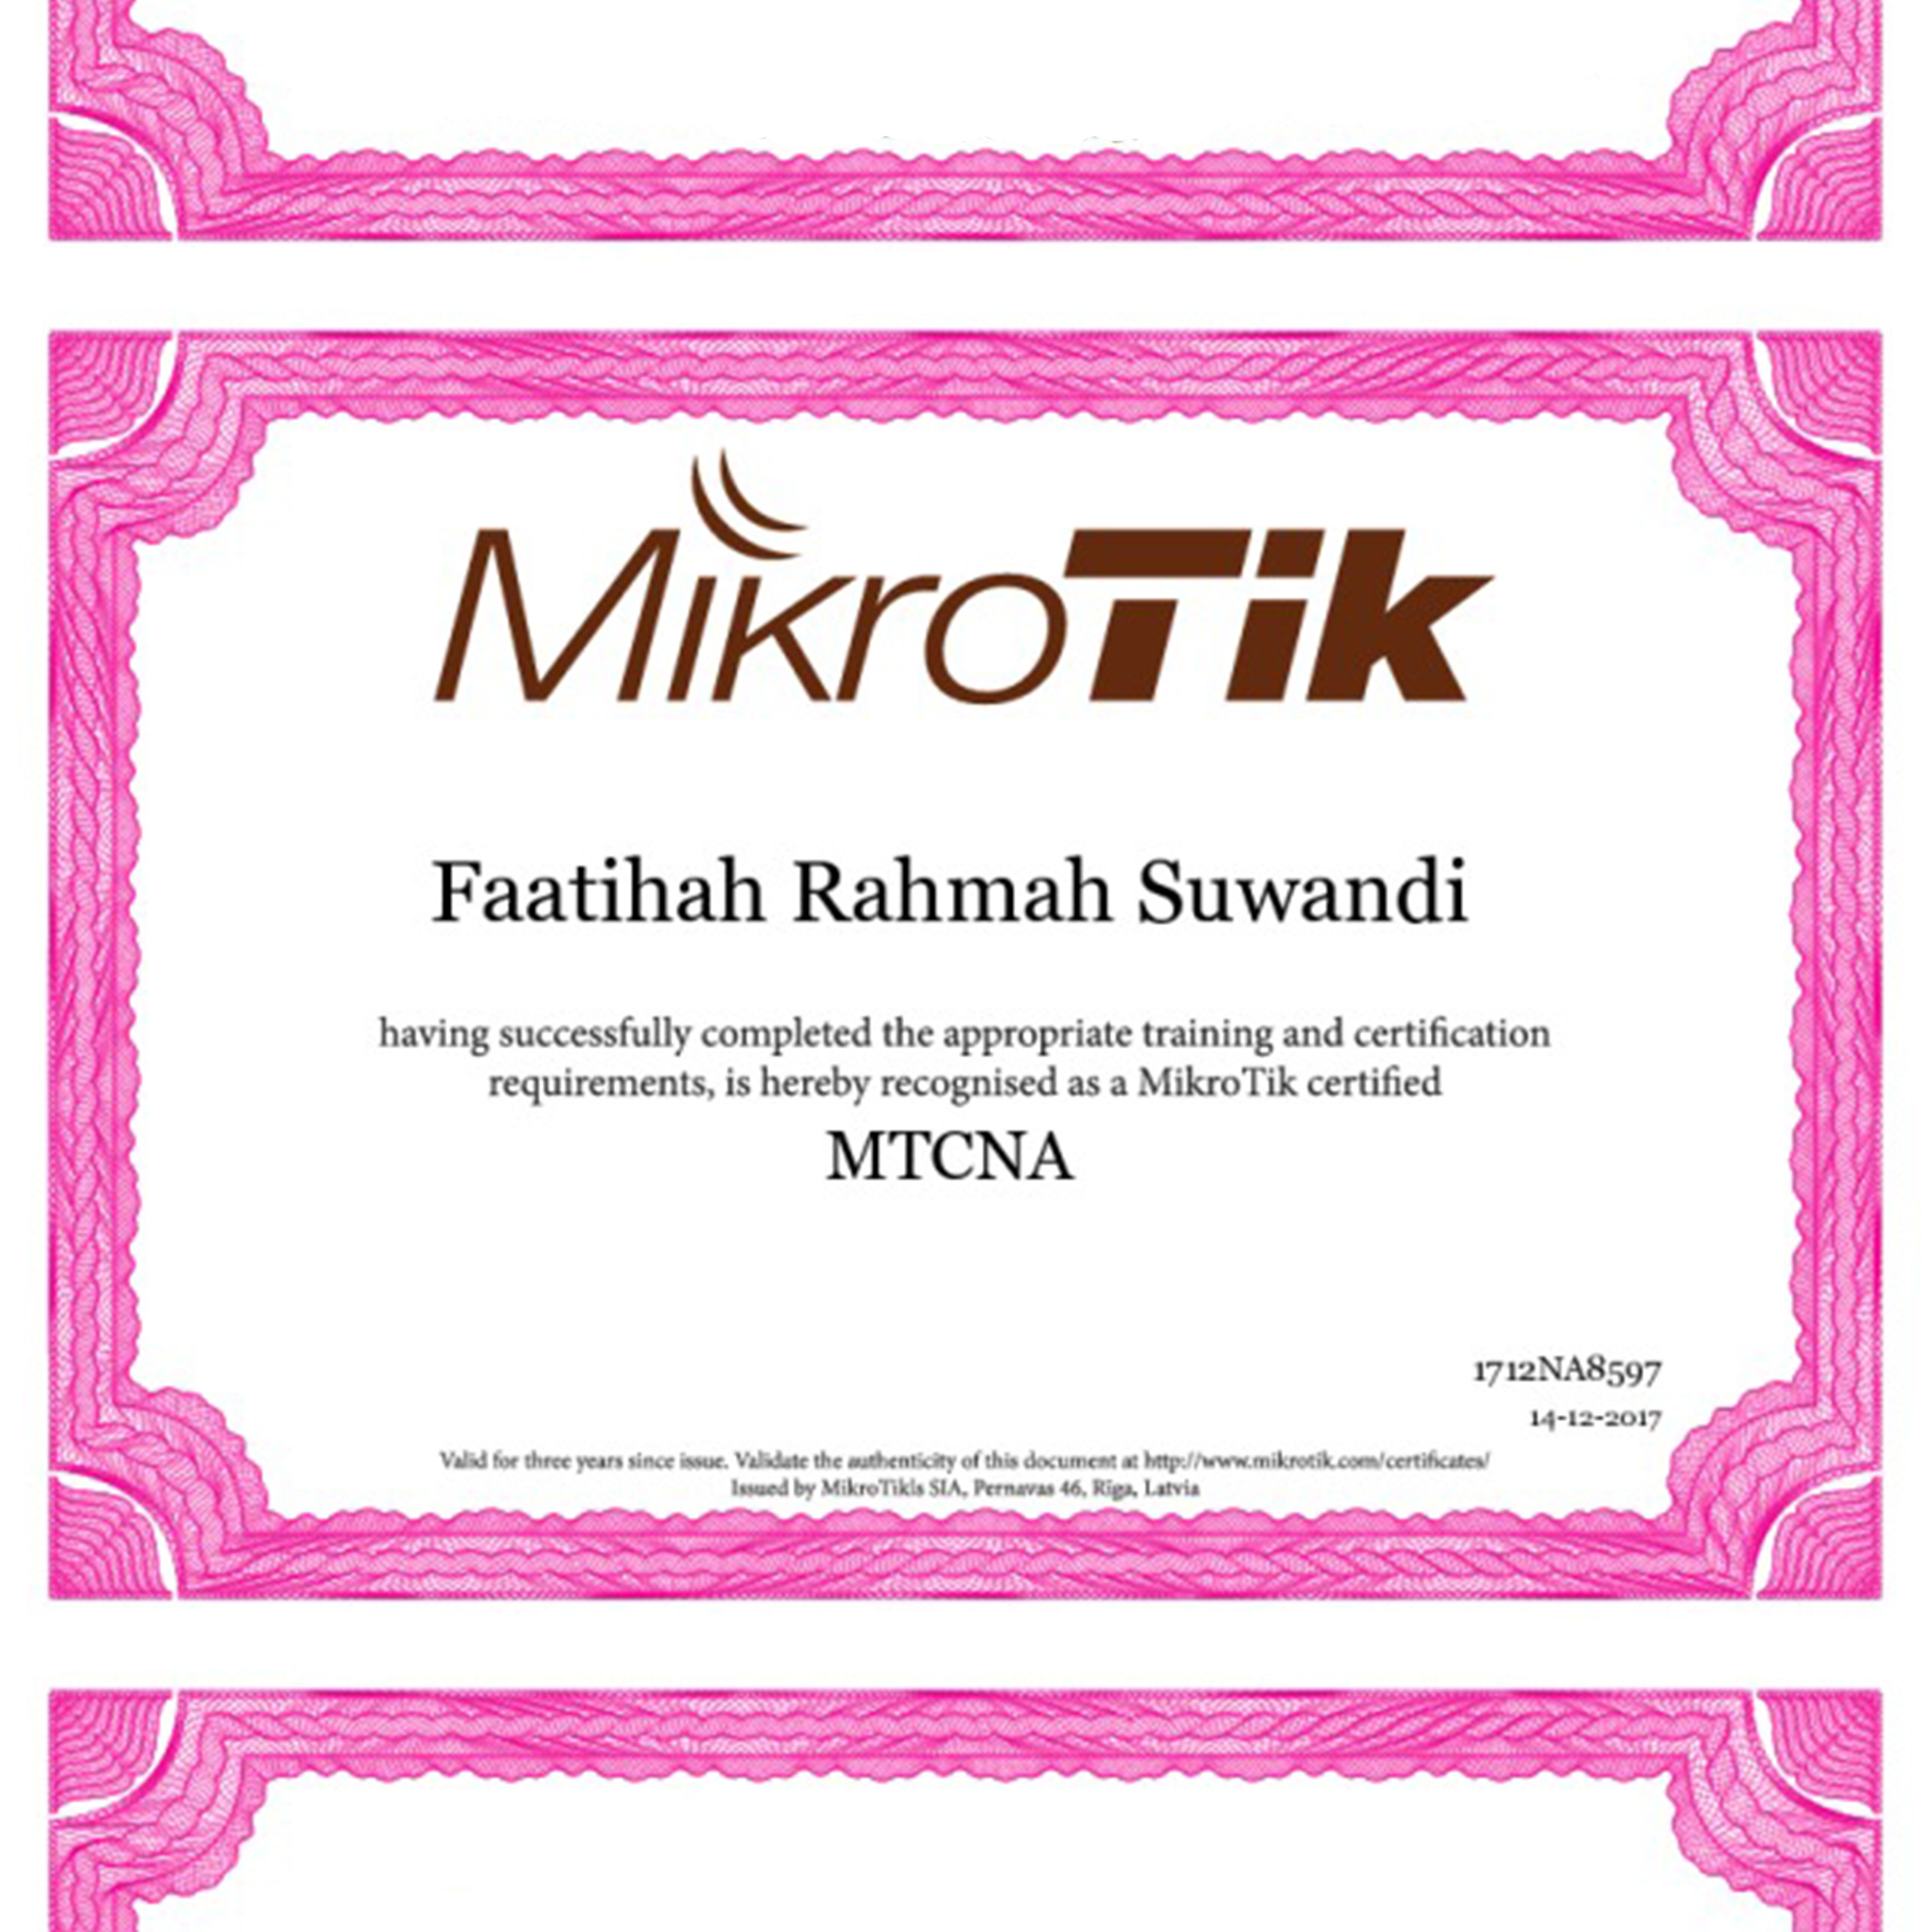 MikroTik
Faatihah Rahmah Suwandi
having successfully completed the appropriate training and certification
requirements, is hereby recognised as a MikroTik certified
MTCNA
1712NA8597
14-12-2017
Valid for three years since issue. Validate the authenticity of this document at http://www.mikrotik.com/certificates/
Issued by MikroTikls SIA, Pernavas 46, Riga, Latvia